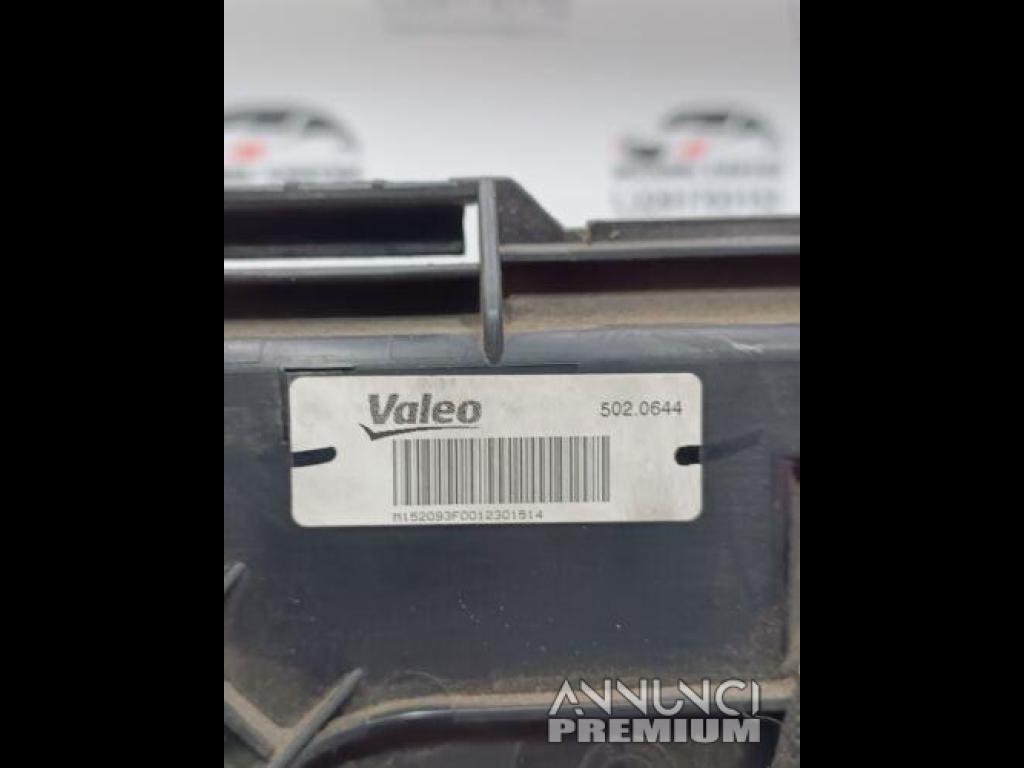 Valeo
502.0644
M152093F0012301514
ANNUNCI
PREMIUM